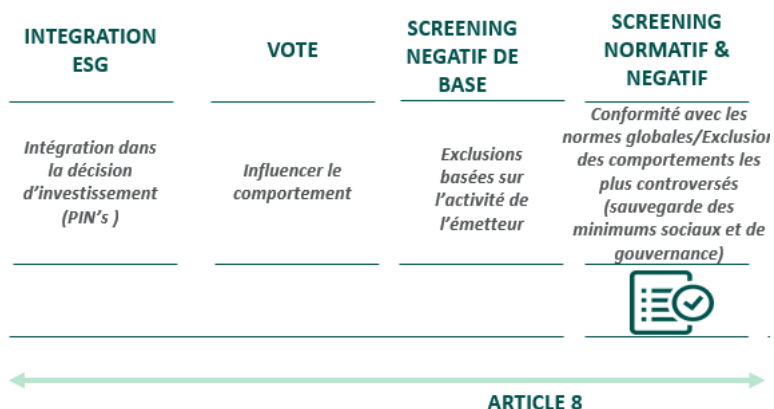 INTEGRATION
ESG
VOTE
SCREENING
NEGATIF DE
BASE
SCREENING
NORMATIF &
NEGATIF
Intégration dans
la décision
d'investissement
(PIN's )
Influencer le
comportement
Exclusions
basées sur
l'activité de
l'émetteur
Conformité avec les
normes globales/Exclusion
des comportements les
plus controversés
(sauvegarde des
minimums sociaux et de
gouvernance)
ARTICLE 8